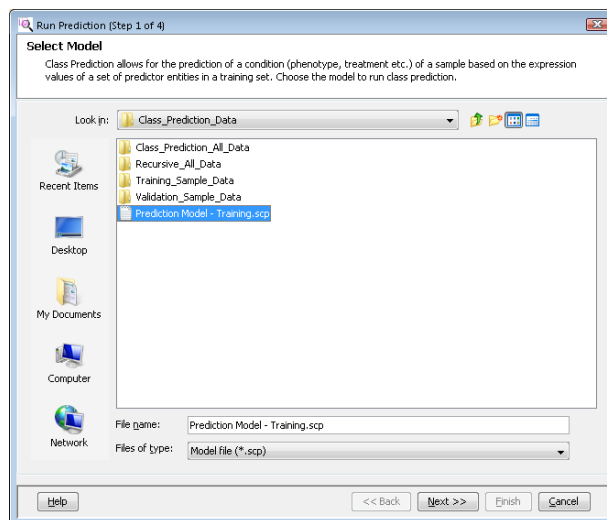 Run Prediction (Step 1 of 4)
Select Model
Class Prediction allows for the prediction of a condition (phenotype, treatment etc.) of a sample based on the expression
values of a set of predictor entities in a training set. Choose the model to run class prediction.
Look in: Class_Prediction_Data
Class_Prediction_All_Data
Recursive_All_Data
Training_Sample_Data
Validation_Sample_Data
Prediction Model - Training.scp
Recent Items
Desktop
My Documents
Computer
Network
File name: Prediction Model - Training.scp
Files of type: Model file (*.scp)
Help << Back Next >> Finish Cancel